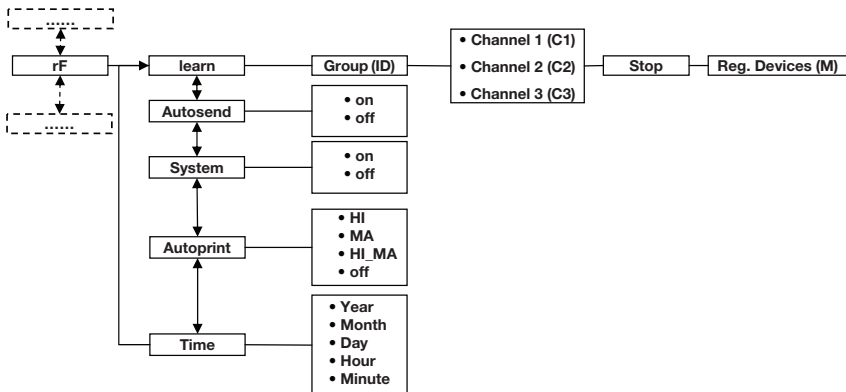 ......
rF
......
learn
Group (ID)
• Channel 1 (C1)
• Channel 2 (C2)
• Channel 3 (C3)
Stop
Reg. Devices (M)
Autosend
• on
• off
System
• on
• off
Autoprint
• HI
• MA
• HI_MA
• off
Time
• Year
• Month
• Day
• Hour
• Minute